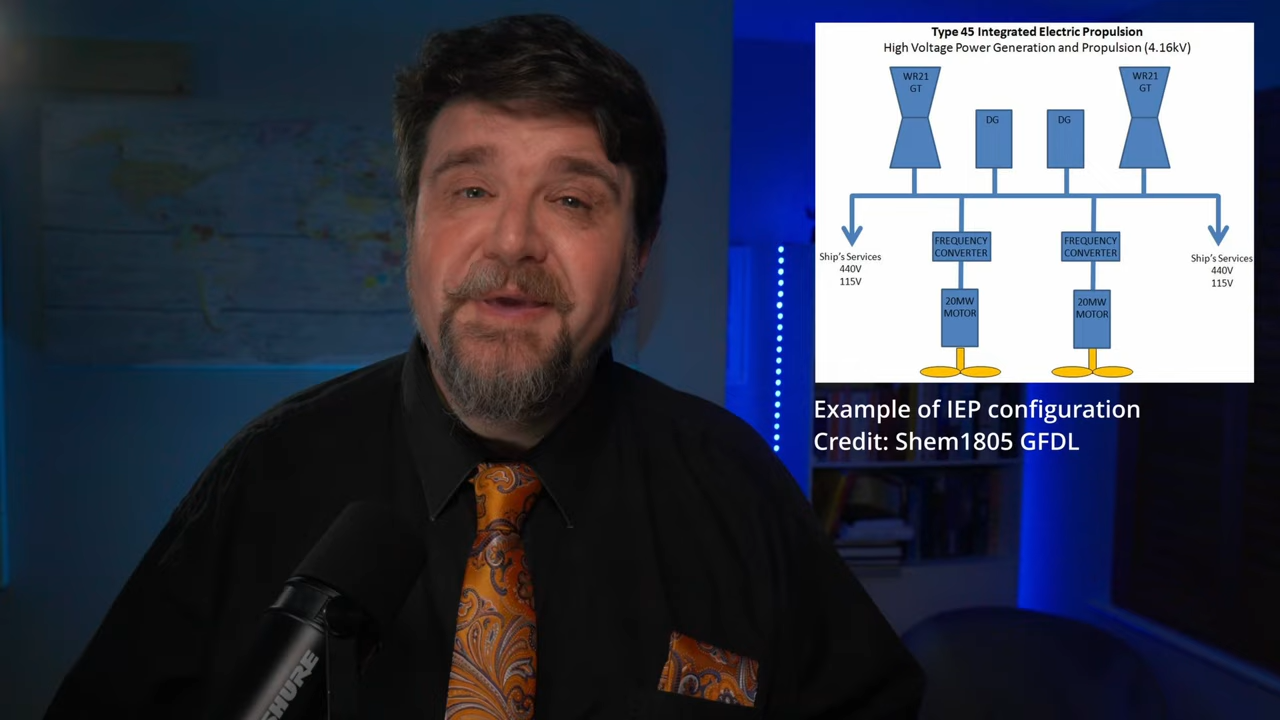 Type 45 Integrated Electric Propulsion
High Voltage Power Generation and Propulsion (4.16kV)
WR21
GT
DG
DG
WR21
GT
FREQUENCY
CONVERTER
FREQUENCY
CONVERTER
Ship's Services
440V
115V
Ship's Services
440V
115V
20MW
MOTOR
20MW
MOTOR
Example of IEP configuration
Credit: Shem1805 GFDL
SHURE